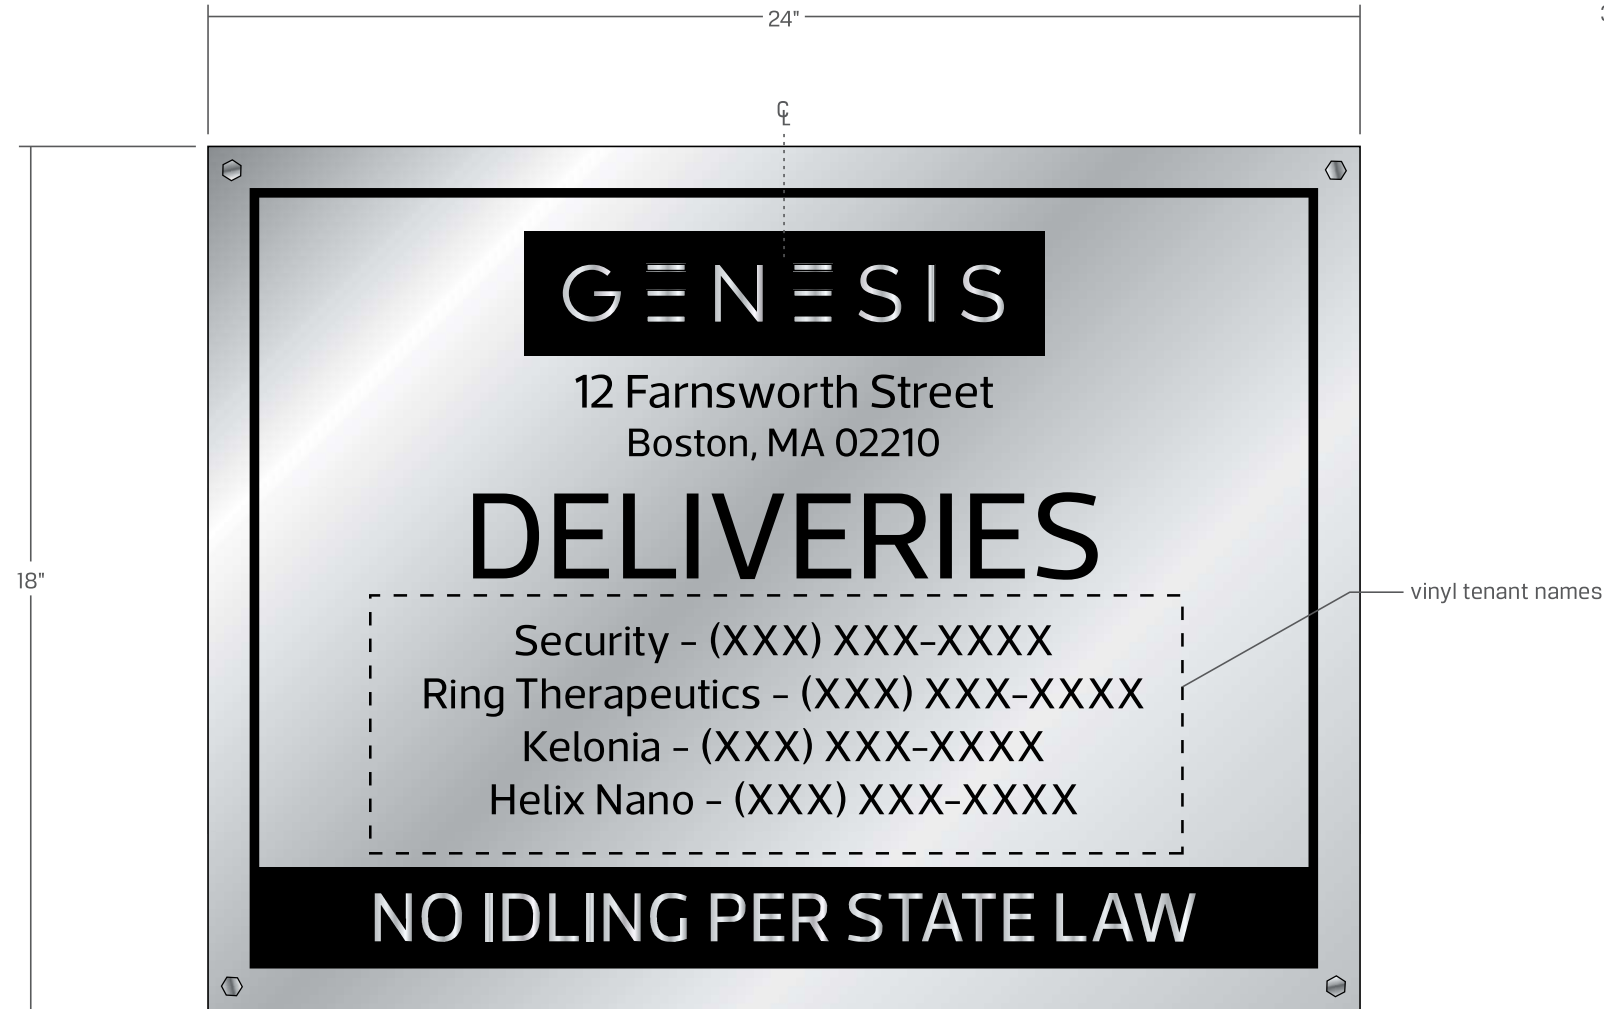 24"
℄
GENESIS
12 Farnsworth Street
Boston, MA 02210
DELIVERIES
18"
vinyl tenant names
Security - (XXX) XXX-XXXX
Ring Therapeutics - (XXX) XXX-XXXX
Kelonia - (XXX) XXX-XXXX
Helix Nano - (XXX) XXX-XXXX
NO IDLING PER STATE LAW